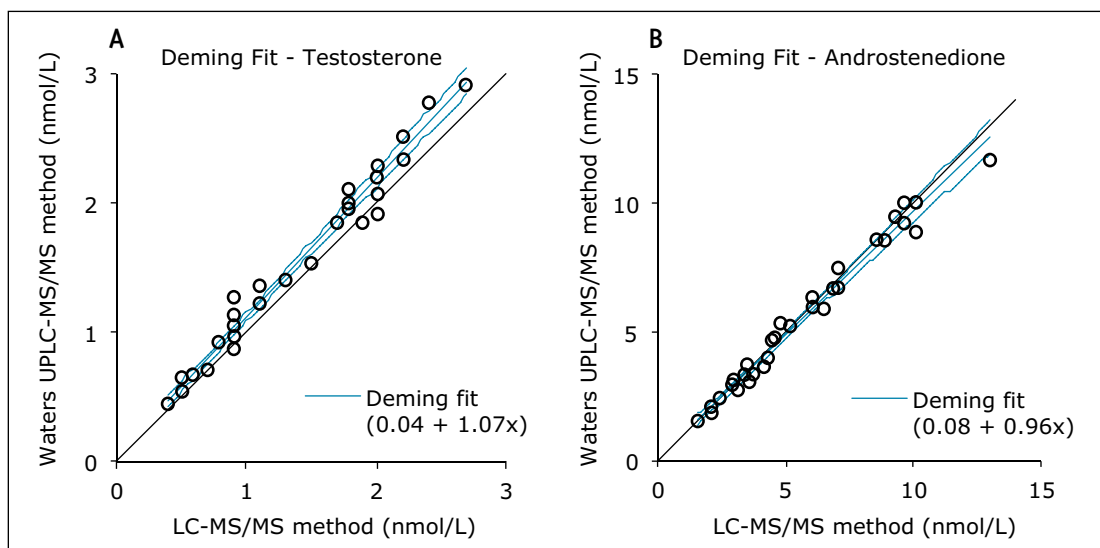 A
Deming Fit - Testosterone
Waters UPLC-MS/MS method (nmol/L)
3
2
1
0
Deming fit
(0.04 + 1.07x)
0
1
2
3
LC-MS/MS method (nmol/L)
B
Deming Fit - Androstenedione
Waters UPLC-MS/MS method (nmol/L)
15
10
5
0
Deming fit
(0.08 + 0.96x)
0
5
10
15
LC-MS/MS method (nmol/L)